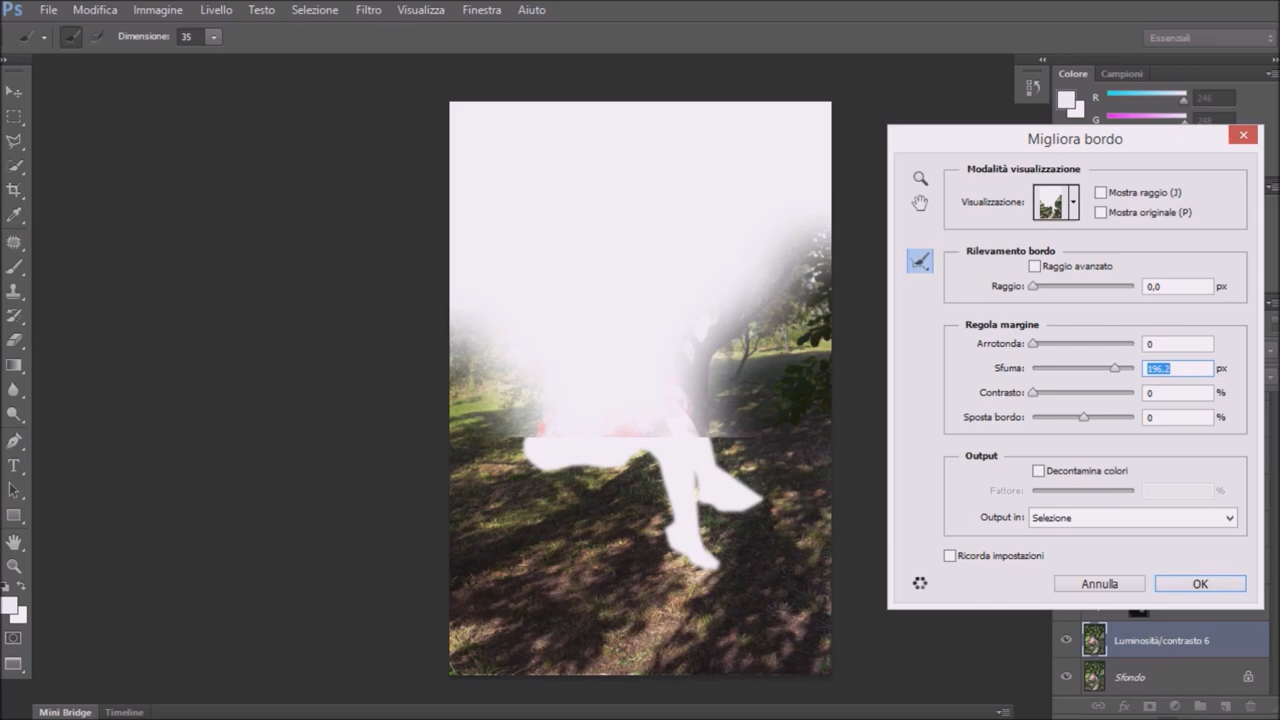 Ps File Modifica Immagine Livello Testo Selezione Filtro Visualizza Finestra Aiuto
Dimensione: 35
Essenziali
Colore Campioni
R 246
G 248
Migliora bordo
Modalità visualizzazione
Visualizzazione:
Mostra raggio (J)
Mostra originale (P)
Rilevamento bordo
Raggio avanzato
Raggio: 0,0 px
Regola margine
Arrotonda: 0
Sfuma: 196,2 px
Contrasto: 0 %
Sposta bordo: 0 %
Output
Decontamina colori
Fattore: %
Output in: Selezione
Ricorda impostazioni
Annulla OK
Luminosità/contrasto 6
Sfondo
Mini Bridge Timeline